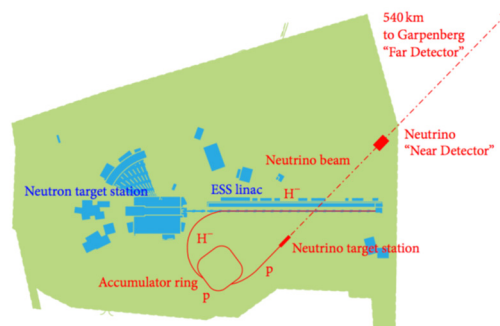 540 km
to Garpenberg
“Far Detector”
Neutrino
“Near Detector”
Neutrino beam
Neutron target station
ESS linac
H⁻
H⁻
Neutrino target station
Accumulator ring
p
p